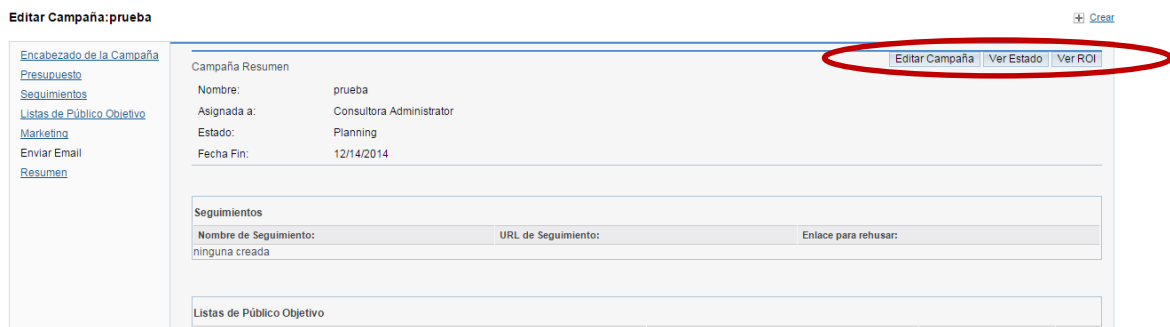 Editar Campaña:prueba
Crear
Encabezado de la Campaña
Presupuesto
Seguimientos
Listas de Público Objetivo
Marketing
Enviar Email
Resumen
Editar Campaña Ver Estado Ver ROI
Campaña Resumen
Nombre: prueba
Asignada a: Consultora Administrator
Estado: Planning
Fecha Fin: 12/14/2014
Seguimientos
Nombre de Seguimiento: URL de Seguimiento: Enlace para rehusar:
ninguna creada
Listas de Público Objetivo